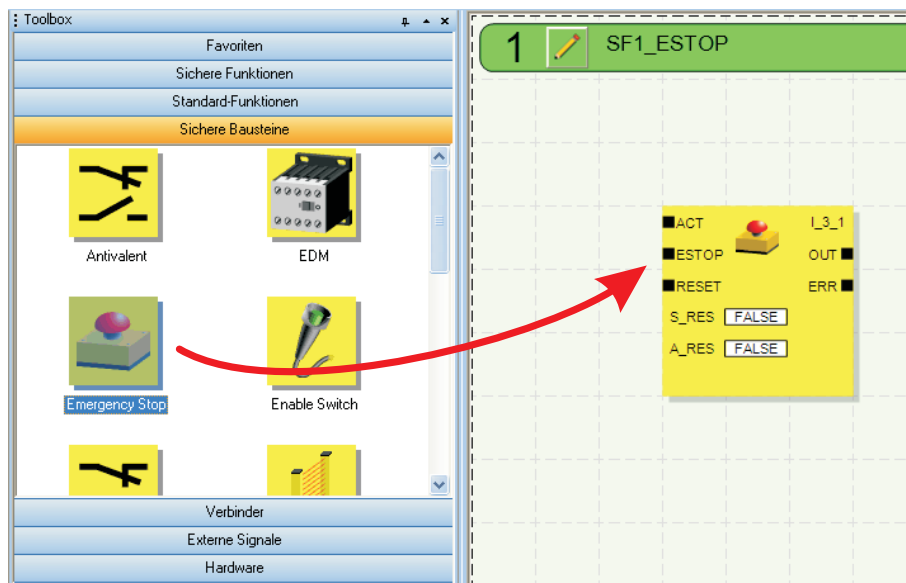 Toolbox
Favoriten
Sichere Funktionen
Standard-Funktionen
Sichere Bausteine
Antivalent
EDM
Emergency Stop
Enable Switch
Verbinder
Externe Signale
Hardware
1 SF1_ESTOP
ACT I_3_1
ESTOP OUT
RESET ERR
S_RES FALSE
A_RES FALSE